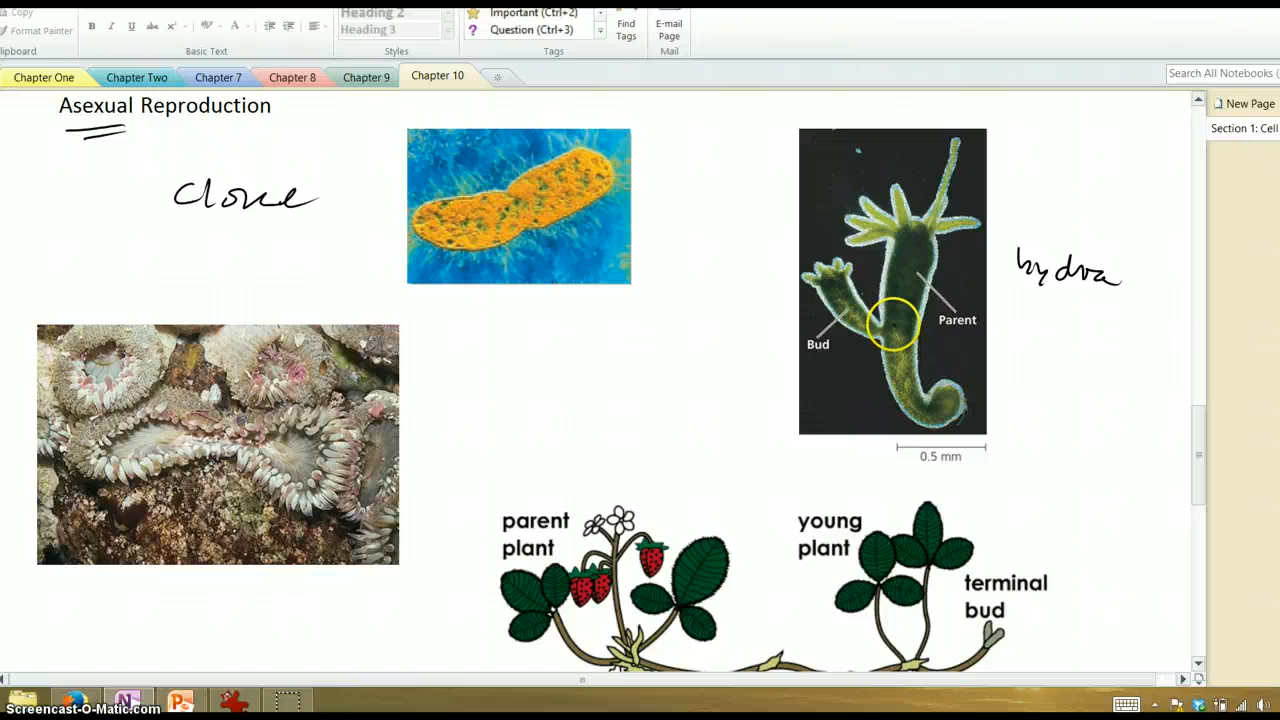 Copy
Format Painter
lipboard
B I U abc x²
A
Basic Text
Heading 2
Heading 3
Styles
Important (Ctrl+2)
? Question (Ctrl+3)
Tags
Find
Tags
E-mail
Page
Mail
Chapter One
Chapter Two
Chapter 7
Chapter 8
Chapter 9
Chapter 10
Search All Notebooks (
New Page
Section 1: Cell
Asexual Reproduction
Clone
hydra
Parent
Bud
0.5 mm
parent
plant
young
plant
terminal
bud
Screencast-O-Matic.com